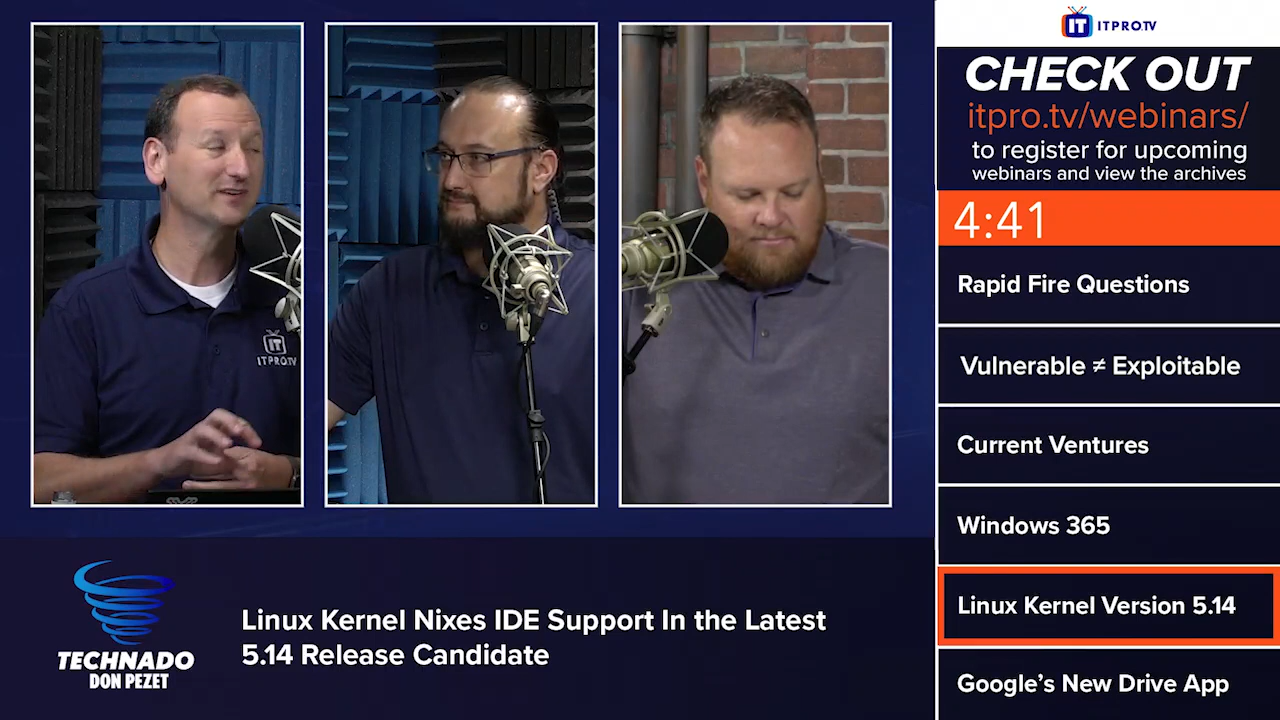 IT ITPRO.TV
CHECK OUT
itpro.tv/webinars/
to register for upcoming
webinars and view the archives
4:41
Rapid Fire Questions
Vulnerable ≠ Exploitable
Current Ventures
Windows 365
Linux Kernel Version 5.14
Google's New Drive App
IT
ITPRO.TV
TECHNADO
DON PEZET
Linux Kernel Nixes IDE Support In the Latest
5.14 Release Candidate